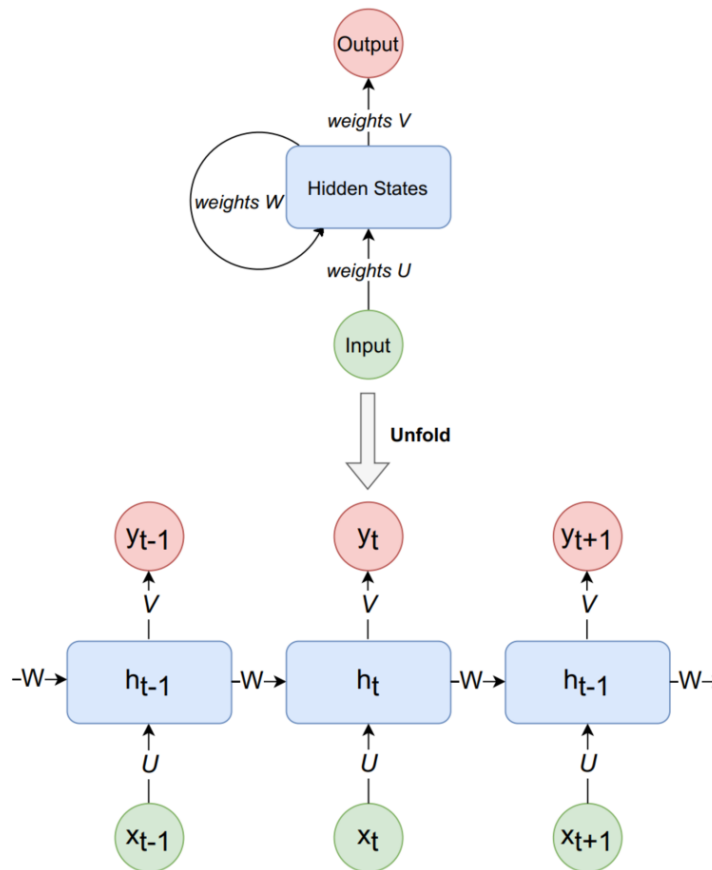 Output
weights V
Hidden States
weights W
weights U
Input
Unfold
yt-1 yt yt+1
V V V
W ht-1 W ht W ht-1 W
U U U
xt-1 xt xt+1